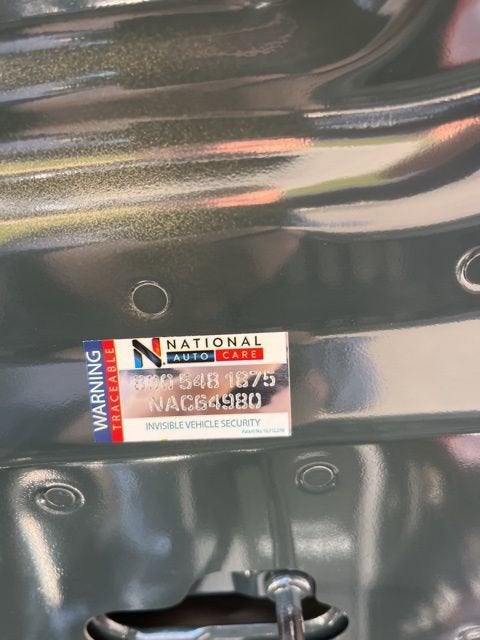 WARNING
TRACEABLE
NATIONAL
AUTO CARE
800 548 1875
NAC64980
INVISIBLE VEHICLE SECURITY